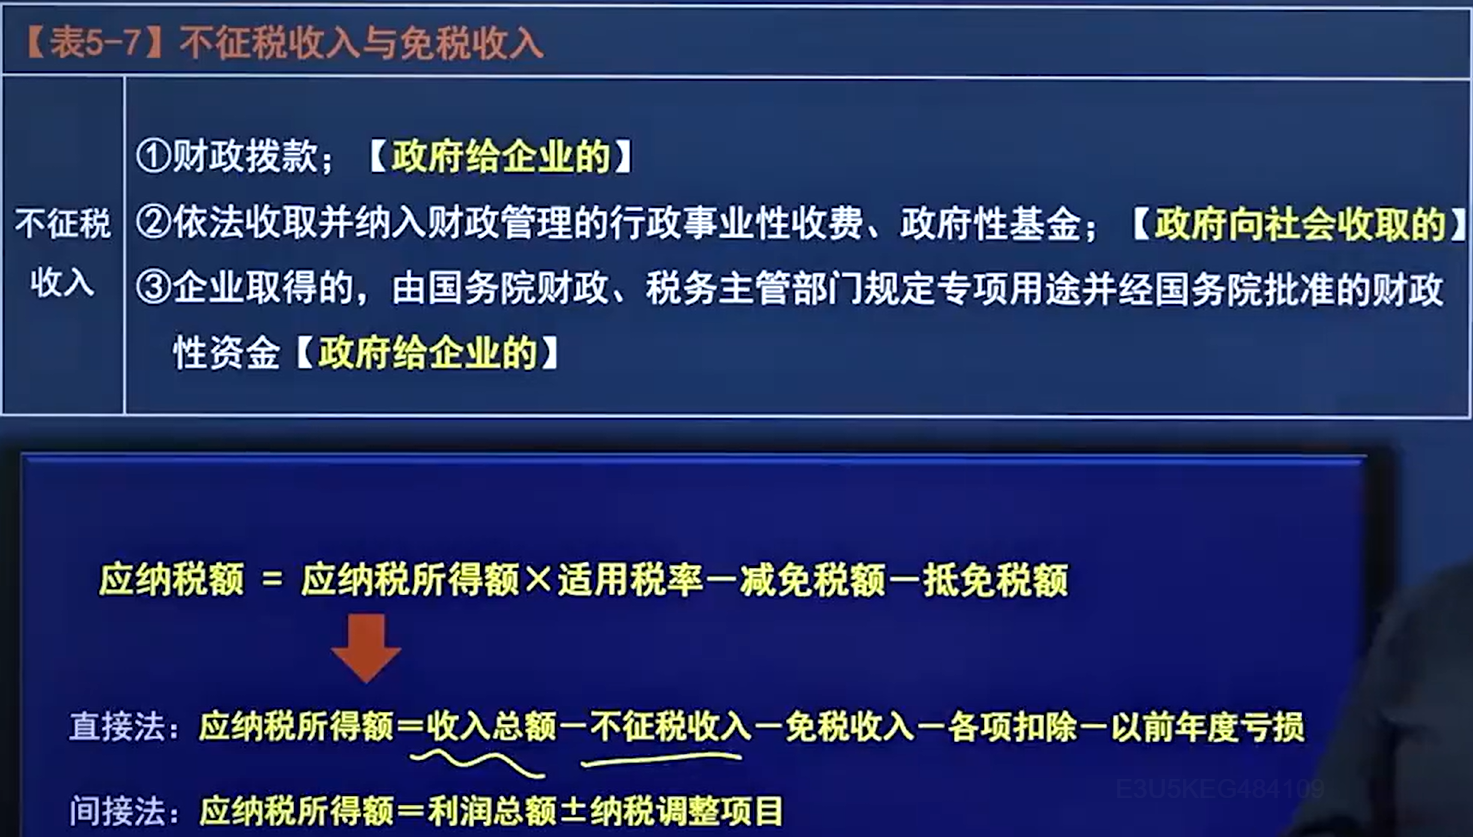 【表5-7】不征税收入与免税收入
不征税
收入
①财政拨款；【政府给企业的】
②依法收取并纳入财政管理的行政事业性收费、政府性基金；【政府向社会收取的】
③企业取得的，由国务院财政、税务主管部门规定专项用途并经国务院批准的财政
性资金【政府给企业的】
应纳税额 = 应纳税所得额×适用税率－减免税额－抵免税额
直接法：应纳税所得额＝收入总额－不征税收入－免税收入－各项扣除－以前年度亏损
间接法：应纳税所得额＝利润总额±纳税调整项目
E3U5KEG484109